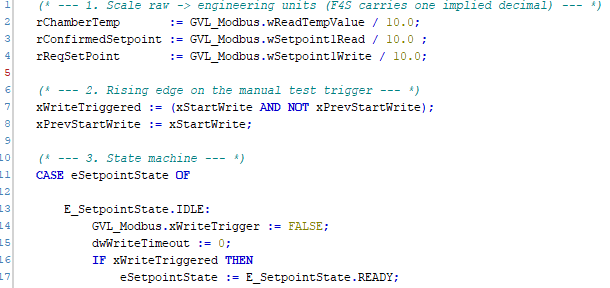 1 (* --- 1. Scale raw -> engineering units (F4S carries one implied decimal) --- *)
2 rChamberTemp := GVL_Modbus.wReadTempValue / 10.0;
3 rConfirmedSetpoint := GVL_Modbus.wSetpoint1Read / 10.0 ;
4 rReqSetPoint := GVL_Modbus.wSetpoint1Write / 10.0;
5
6 (* --- 2. Rising edge on the manual test trigger --- *)
7 xWriteTriggered := (xStartWrite AND NOT xPrevStartWrite);
8 xPrevStartWrite := xStartWrite;
9
10 (* --- 3. State machine --- *)
11 CASE eSetpointState OF
12
13 E_SetpointState.IDLE:
14 GVL_Modbus.xWriteTrigger := FALSE;
15 dwWriteTimeout := 0;
16 IF xWriteTriggered THEN
17 eSetpointState := E_SetpointState.READY;